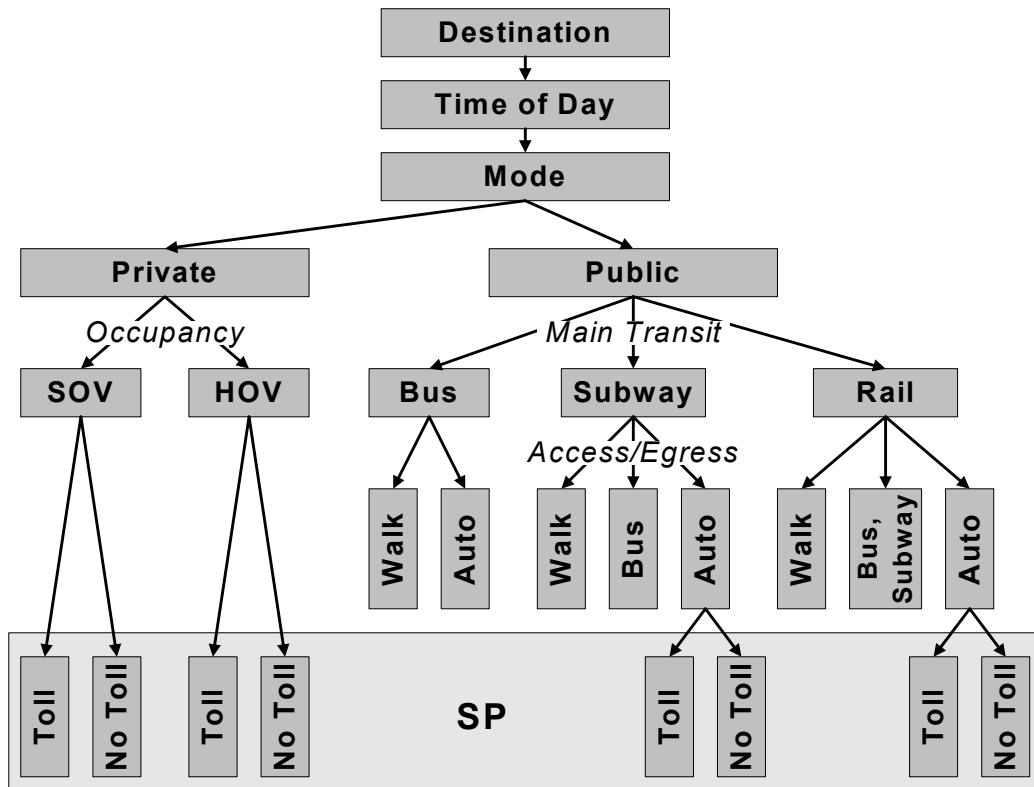 Destination
Time of Day
Mode
Private
Public
Occupancy
Main Transit
SOV
HOV
Bus
Subway
Rail
Access/Egress
Walk
Auto
Walk
Bus
Auto
Walk
Bus,
Subway
Auto
Toll
No Toll
Toll
No Toll
SP
Toll
No Toll
Toll
No Toll